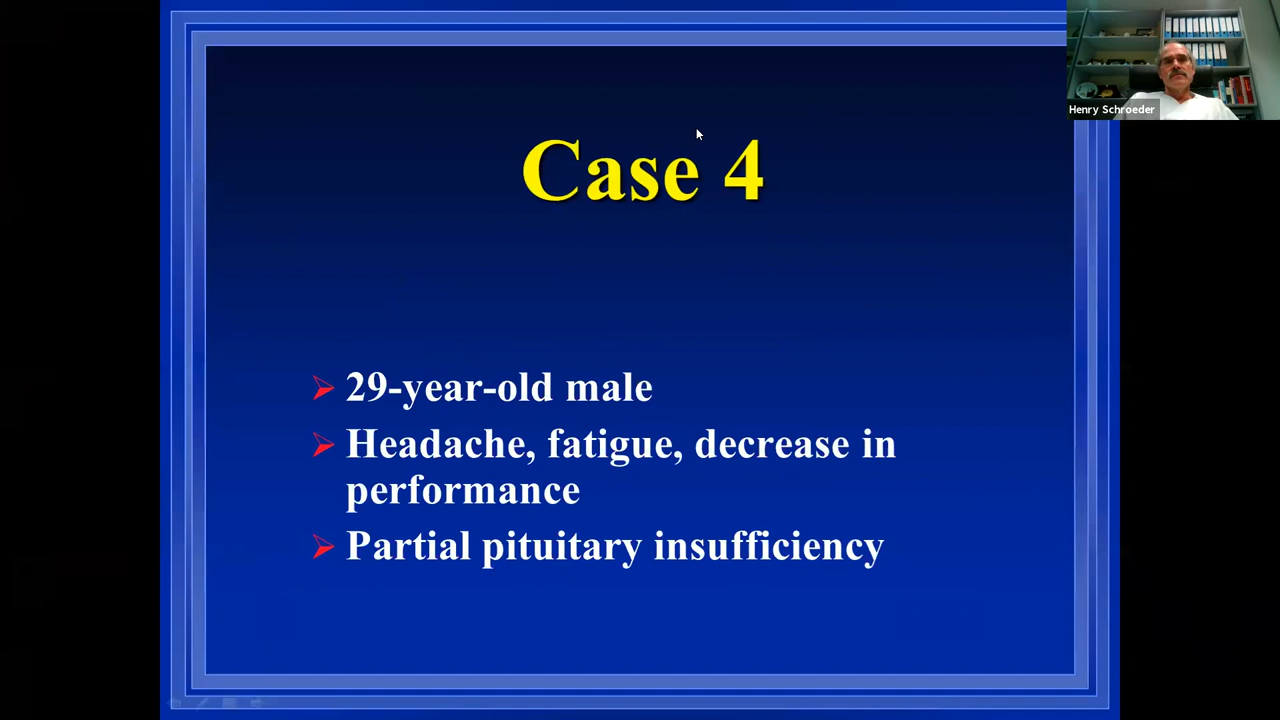 Henry Schroeder
Case 4
29-year-old male
Headache, fatigue, decrease in
performance
Partial pituitary insufficiency